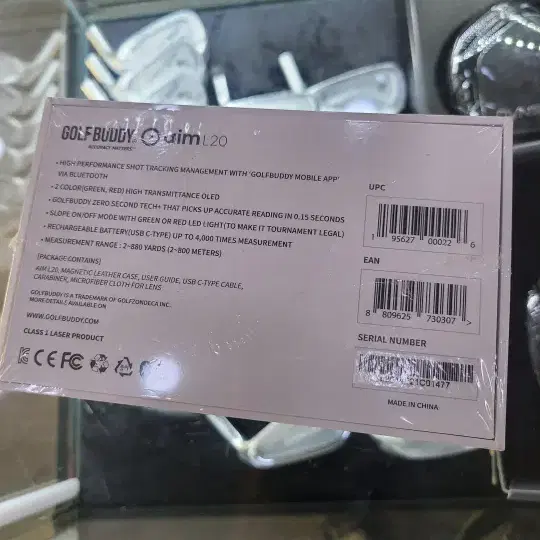 GOLFBUDDY aim L20
ACCURACY MATTERS
• HIGH PERFORMANCE SHOT TRACKING MANAGEMENT WITH 'GOLFBUDDY MOBILE APP'
VIA BLUETOOTH
• 2 COLOR(GREEN, RED) HIGH TRANSMITTANCE OLED
• GOLFBUDDY ZERO SECOND TECH+ THAT PICKS UP ACCURATE READING IN 0.15 SECONDS
• SLOPE ON/OFF MODE WITH GREEN OR RED LED LIGHT(TO MAKE IT TOURNAMENT LEGAL)
• RECHARGEABLE BATTERY(USB C-TYPE) UP TO 4,000 TIMES MEASUREMENT
• MEASUREMENT RANGE : 2~880 YARDS (2~800 METERS)
[PACKAGE CONTAINS]
AIM L20, MAGNETIC LEATHER CASE, USER GUIDE, USB C-TYPE CABLE,
CARABINER, MICROFIBER CLOTH FOR LENS
GOLFBUDDY IS A TRADEMARK OF GOLFZONDECA INC.
MORE DETAILS AVAILABLE ON
WWW.GOLFBUDDY.COM
CLASS 1 LASER PRODUCT
CE FC
UPC
1 95627 00022 6
EAN
8 809625 730307 >
SERIAL NUMBER
C01477
MADE IN CHINA